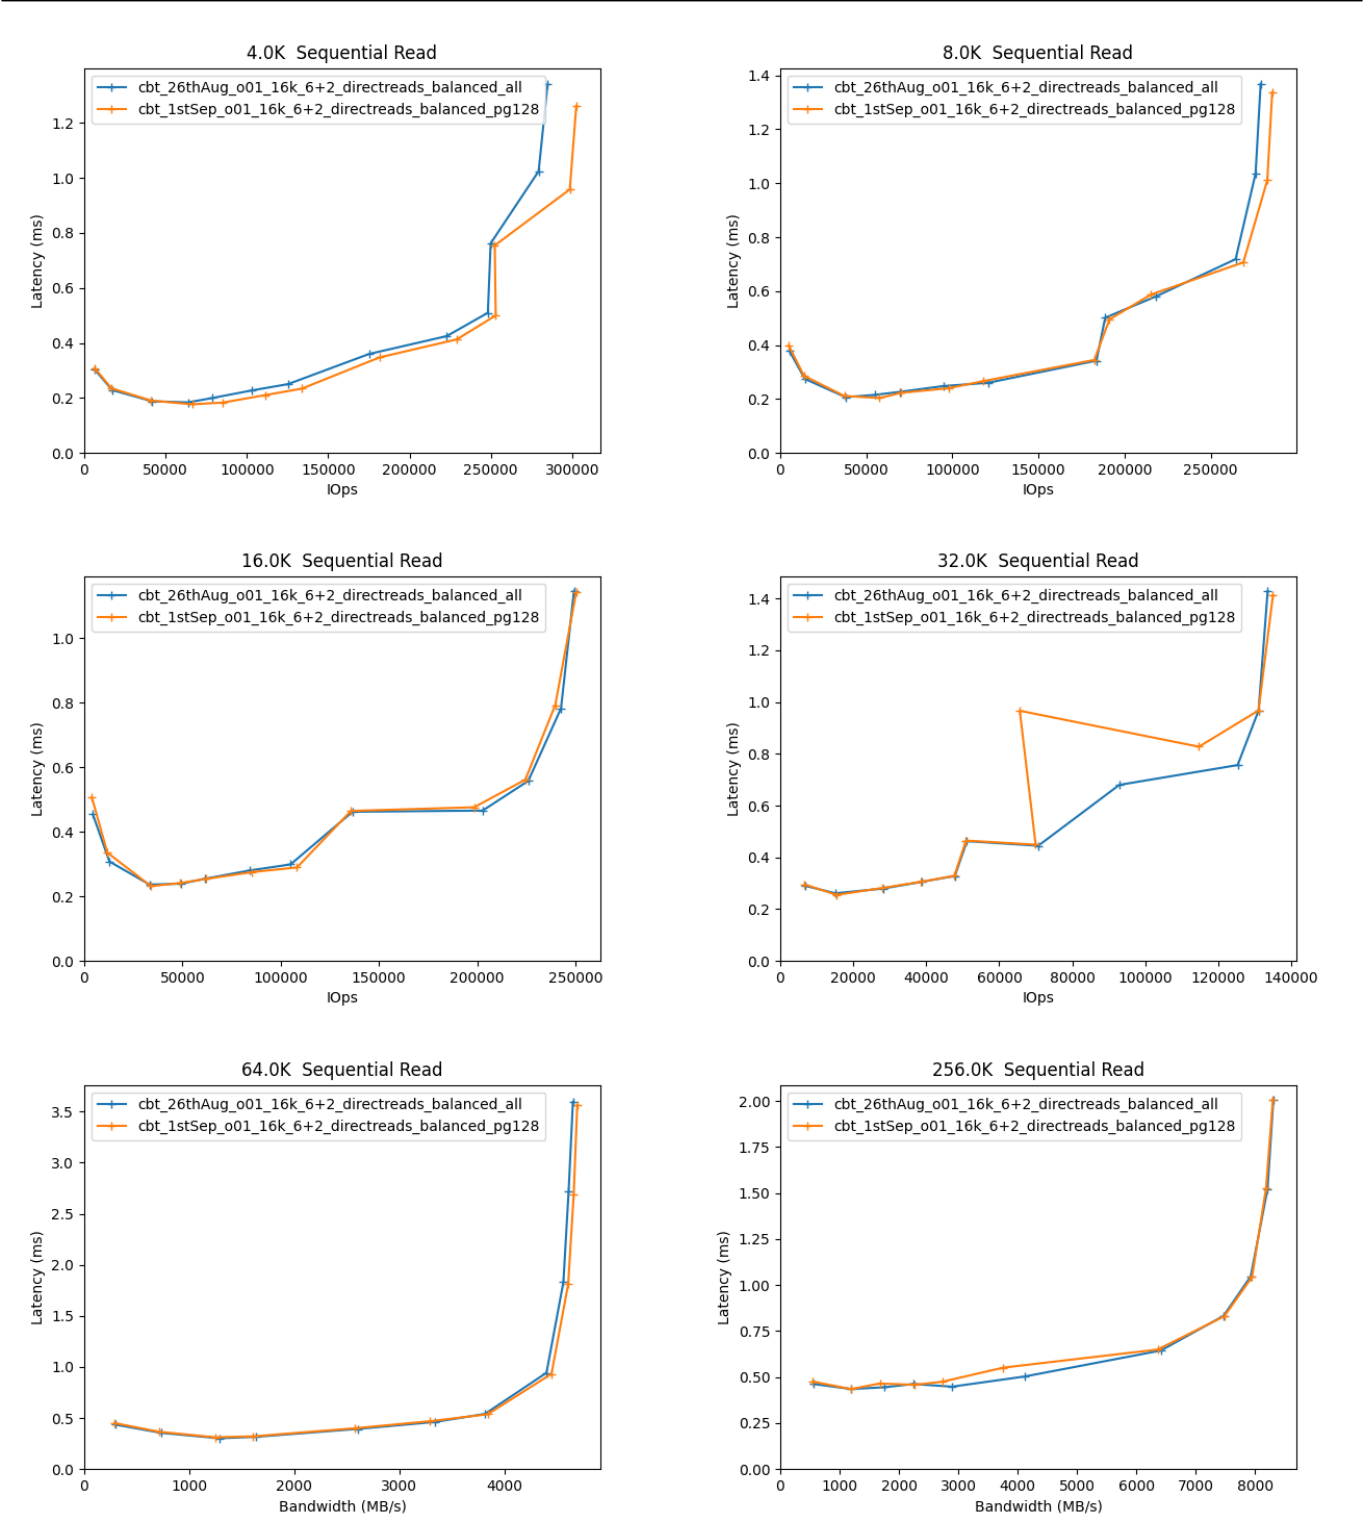 4.0K  Sequential Read
cbt_26thAug_o01_16k_6+2_directreads_balanced_all
cbt_1stSep_o01_16k_6+2_directreads_balanced_pg128
Latency (ms)
1.2
1.0
0.8
0.6
0.4
0.2
0.0
0 50000 100000 150000 200000 250000 300000
IOps
8.0K  Sequential Read
cbt_26thAug_o01_16k_6+2_directreads_balanced_all
cbt_1stSep_o01_16k_6+2_directreads_balanced_pg128
Latency (ms)
1.4
1.2
1.0
0.8
0.6
0.4
0.2
0.0
0 50000 100000 150000 200000 250000
IOps
16.0K  Sequential Read
cbt_26thAug_o01_16k_6+2_directreads_balanced_all
cbt_1stSep_o01_16k_6+2_directreads_balanced_pg128
Latency (ms)
1.0
0.8
0.6
0.4
0.2
0.0
0 50000 100000 150000 200000 250000
IOps
32.0K  Sequential Read
cbt_26thAug_o01_16k_6+2_directreads_balanced_all
cbt_1stSep_o01_16k_6+2_directreads_balanced_pg128
Latency (ms)
1.4
1.2
1.0
0.8
0.6
0.4
0.2
0.0
0 20000 40000 60000 80000 100000 120000 140000
IOps
64.0K  Sequential Read
cbt_26thAug_o01_16k_6+2_directreads_balanced_all
cbt_1stSep_o01_16k_6+2_directreads_balanced_pg128
Latency (ms)
3.5
3.0
2.5
2.0
1.5
1.0
0.5
0.0
0 1000 2000 3000 4000
Bandwidth (MB/s)
256.0K  Sequential Read
cbt_26thAug_o01_16k_6+2_directreads_balanced_all
cbt_1stSep_o01_16k_6+2_directreads_balanced_pg128
Latency (ms)
2.00
1.75
1.50
1.25
1.00
0.75
0.50
0.25
0.00
0 1000 2000 3000 4000 5000 6000 7000 8000
Bandwidth (MB/s)